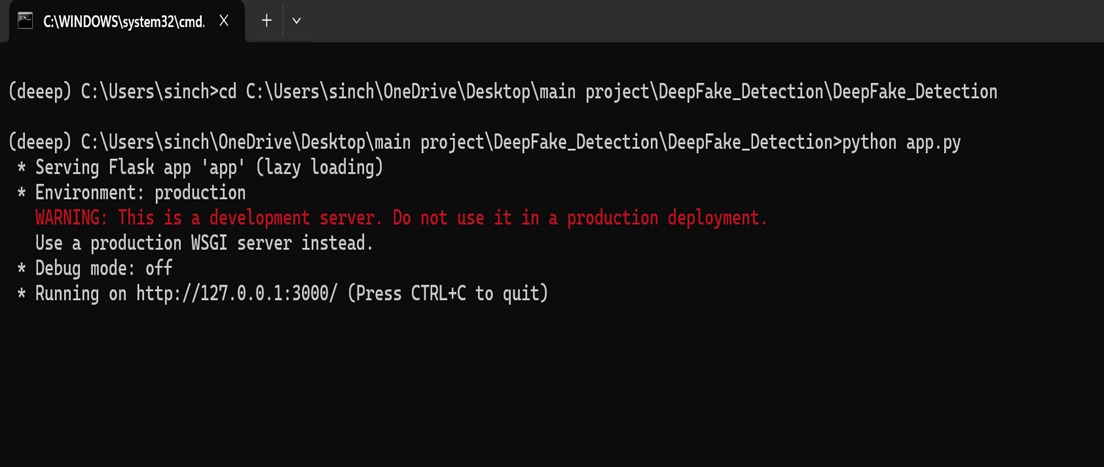 C:\WINDOWS\system32\cmd.
(deeep) C:\Users\sinch>cd C:\Users\sinch\OneDrive\Desktop\main project\DeepFake_Detection\DeepFake_Detection
(deeep) C:\Users\sinch\OneDrive\Desktop\main project\DeepFake_Detection\DeepFake_Detection>python app.py
* Serving Flask app 'app' (lazy loading)
* Environment: production
WARNING: This is a development server. Do not use it in a production deployment.
Use a production WSGI server instead.
* Debug mode: off
* Running on http://127.0.0.1:3000/ (Press CTRL+C to quit)